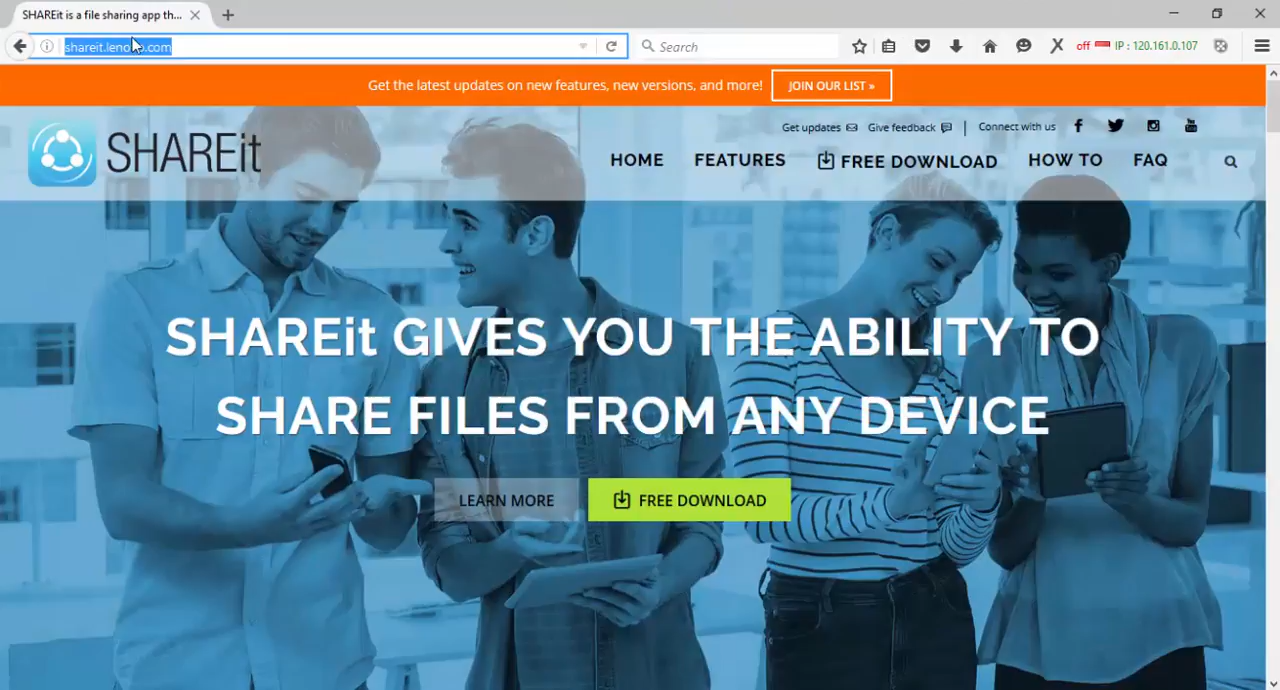 SHAREit is a file sharing app th...
shareit.lenovo.com
Search
off
IP : 120.161.0.107
Get the latest updates on new features, new versions, and more!
JOIN OUR LIST »
SHAREit
Get updates
Give feedback
Connect with us
HOME
FEATURES
FREE DOWNLOAD
HOW TO
FAQ
SHAREit GIVES YOU THE ABILITY TO
SHARE FILES FROM ANY DEVICE
LEARN MORE
FREE DOWNLOAD